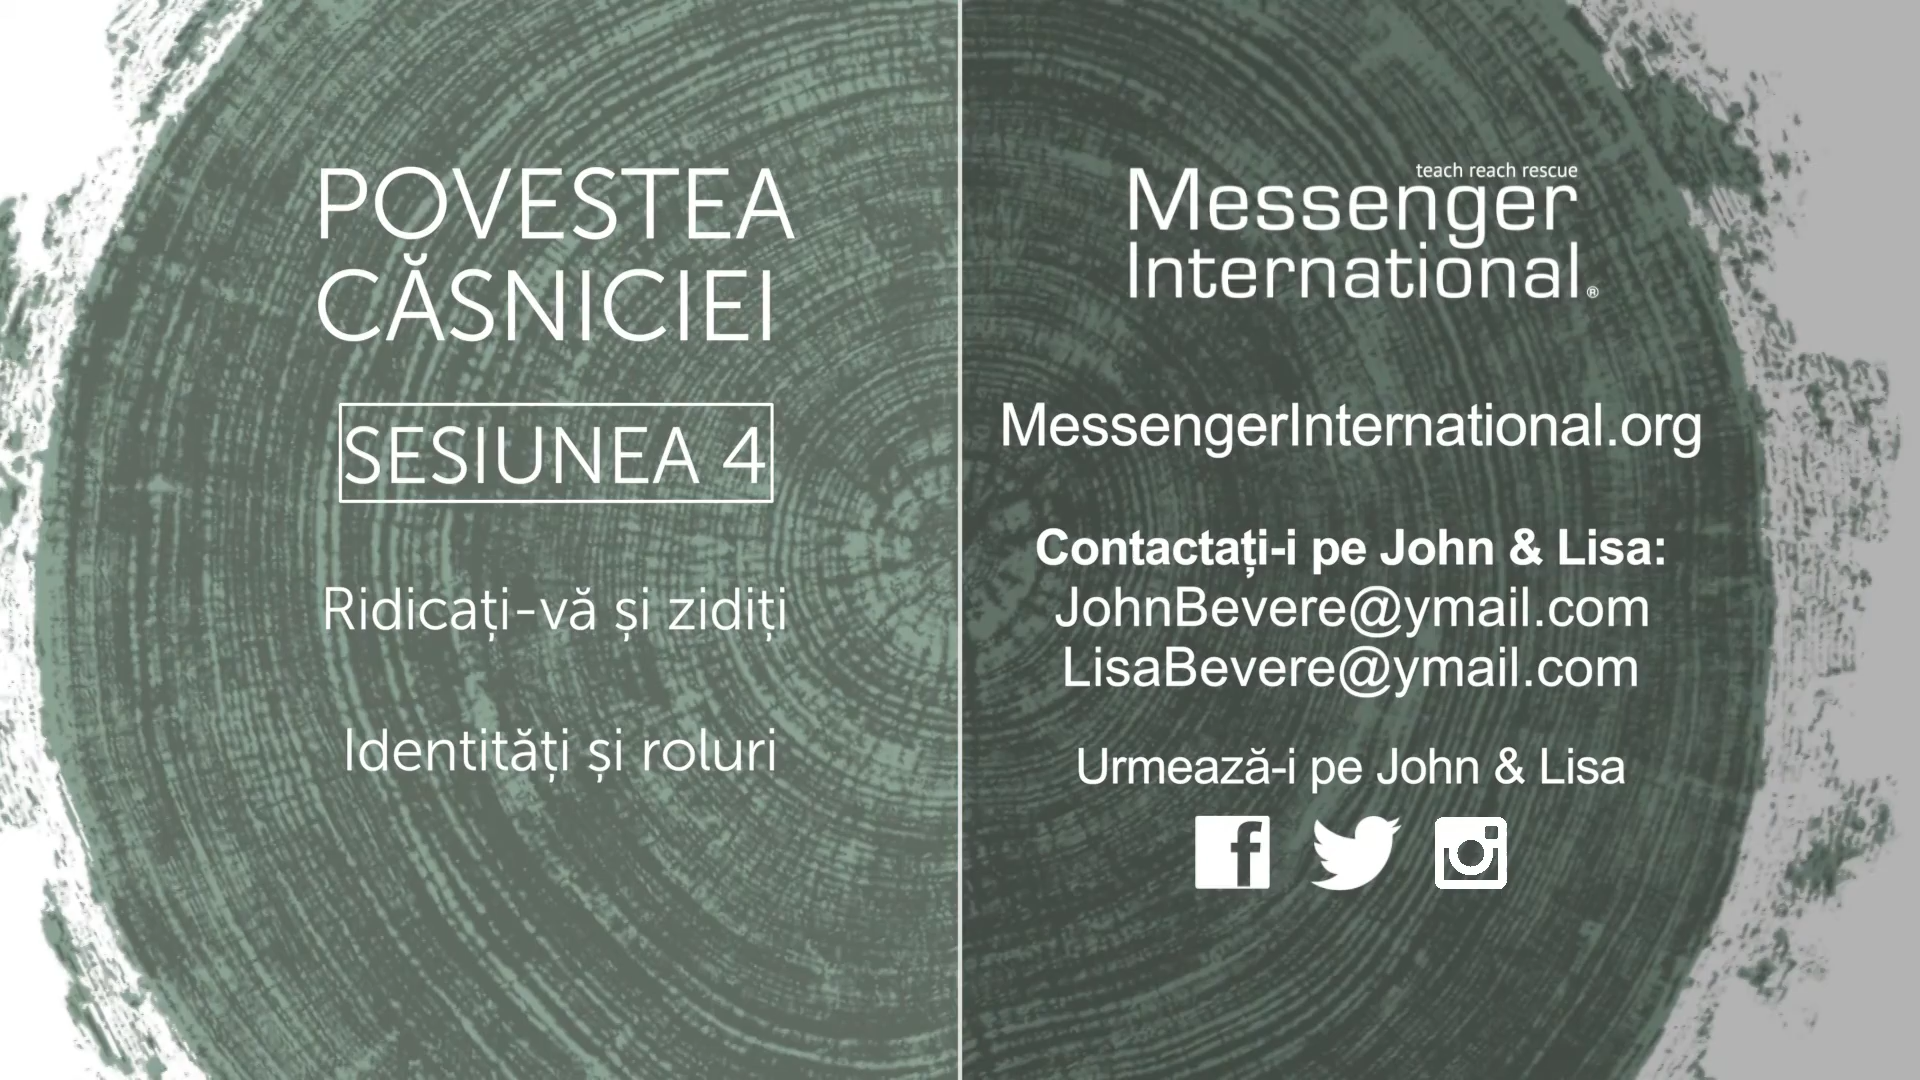 POVESTEA
CĂSNICIEI
SESIUNEA 4
Ridicați-vă și zidiți
Identități și roluri
teach reach rescue
Messenger
International®
MessengerInternational.org
Contactați-i pe John & Lisa:
JohnBevere@ymail.com
LisaBevere@ymail.com
Urmează-i pe John & Lisa